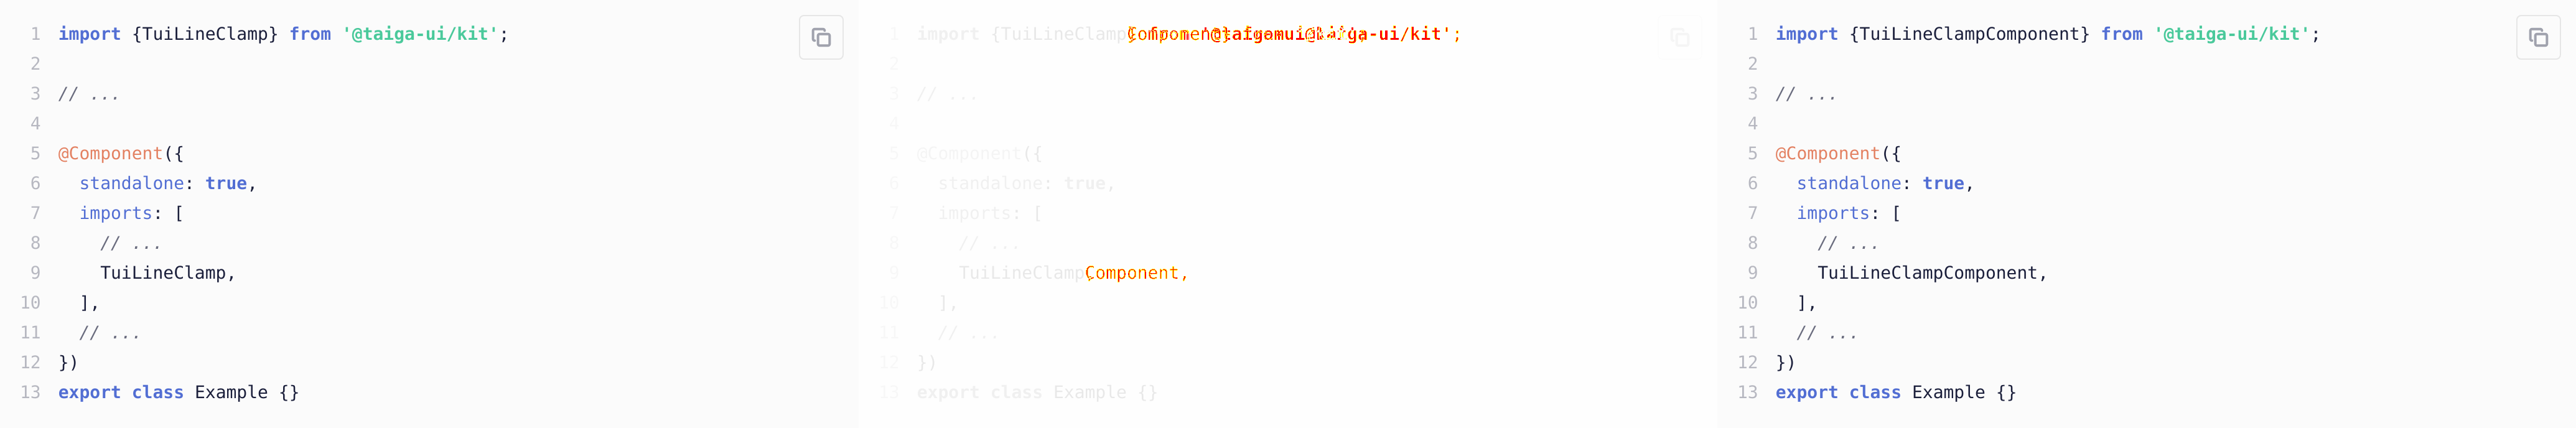 1 import {TuiLineClamp} from '@taiga-ui/kit';
2
3 // ...
4
5 @Component({
6 standalone: true,
7 imports: [
8 // ...
9 TuiLineClamp,
10 ],
11 // ...
12 })
13 export class Example {}
1 import {TuiLineClamp
2
3 // ...
4
5 @Component({
6 standalone: true,
7 imports: [
8 // ...
9 TuiLineClampComponent,
10 ],
11 // ...
12 })
13 export class Example {}
1 import {TuiLineClampComponent} from '@taiga-ui/kit';
2
3 // ...
4
5 @Component({
6 standalone: true,
7 imports: [
8 // ...
9 TuiLineClampComponent,
10 ],
11 // ...
12 })
13 export class Example {}